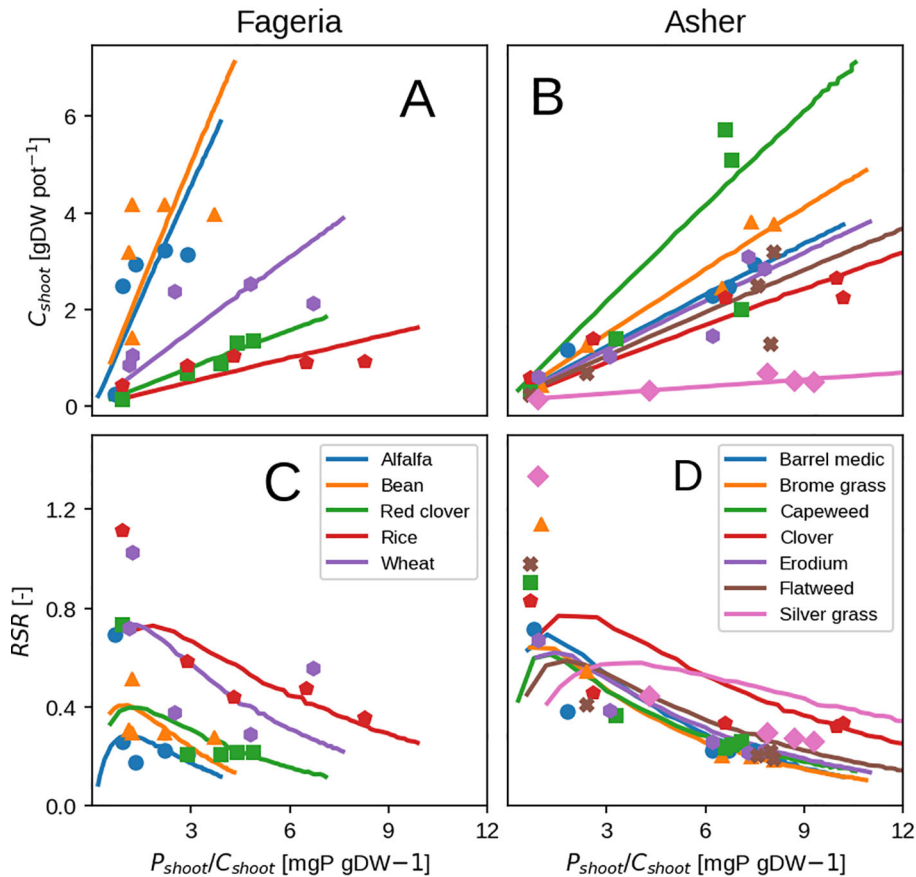 Fageria
Asher
A
B
C_shoot [gDW pot⁻¹]
6
4
2
0
C
Alfalfa
Bean
Red clover
Rice
Wheat
D
Barrel medic
Brome grass
Capeweed
Clover
Erodium
Flatweed
Silver grass
RSR [-]
1.2
0.8
0.4
0.0
3 6 9 12
3 6 9 12
P_shoot/C_shoot [mgP gDW−1]
P_shoot/C_shoot [mgP gDW−1]